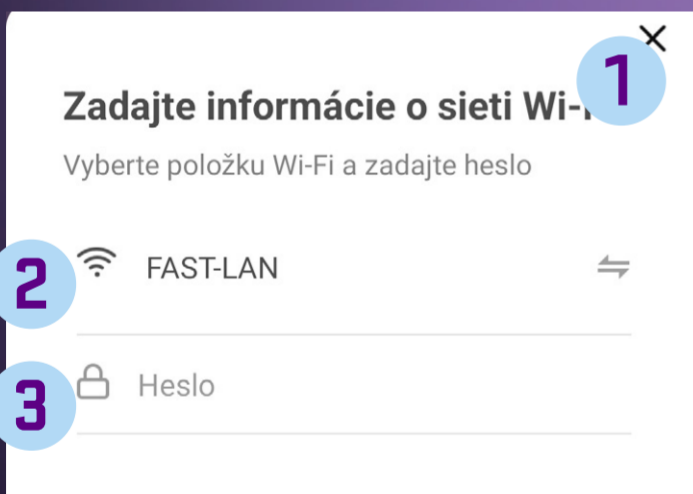 1
Zadajte informácie o sieti Wi-
Vyberte položku Wi-Fi a zadajte heslo
2
FAST-LAN
3
Heslo